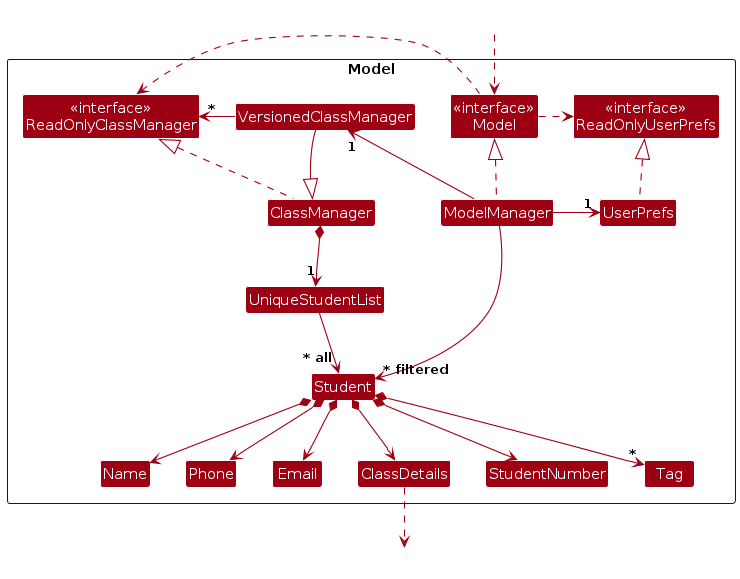 Model
«interface»
ReadOnlyClassManager
*
VersionedClassManager
«interface»
Model
«interface»
ReadOnlyUserPrefs
1
ClassManager
ModelManager
1
UserPrefs
1
UniqueStudentList
* all
* filtered
Student
Name
Phone
Email
ClassDetails
StudentNumber
*
Tag